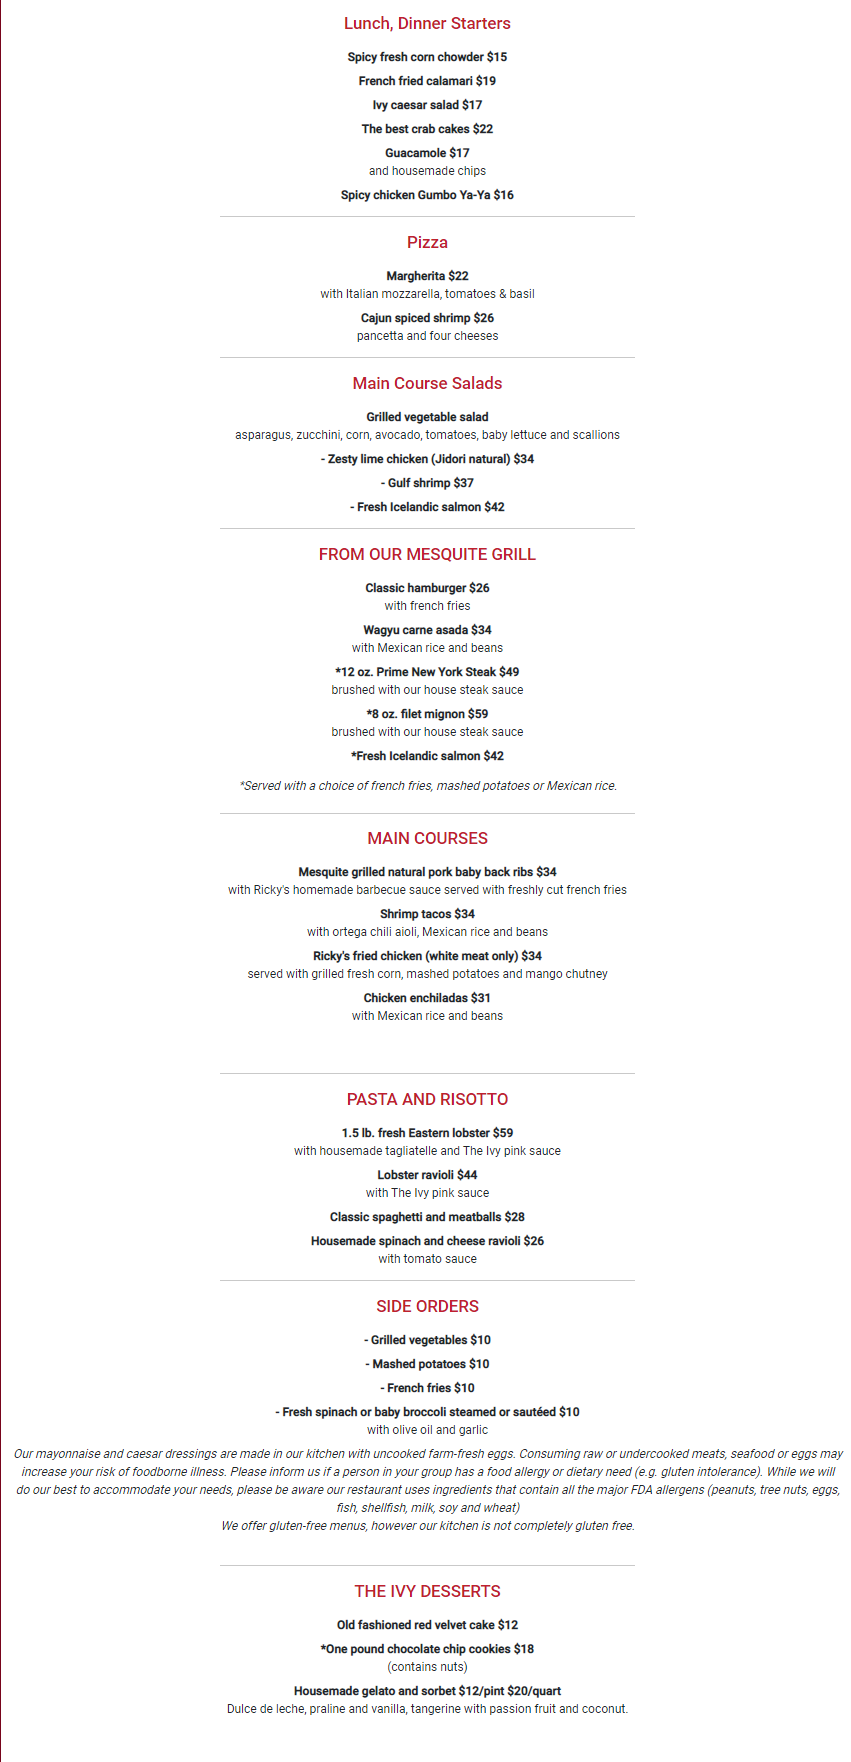 Lunch, Dinner Starters
Spicy fresh corn chowder $15
French fried calamari $19
Ivy caesar salad $17
The best crab cakes $22
Guacamole $17
and housemade chips
Spicy chicken Gumbo Ya-Ya $16
Pizza
Margherita $22
with Italian mozzarella, tomatoes & basil
Cajun spiced shrimp $26
pancetta and four cheeses
Main Course Salads
Grilled vegetable salad
asparagus, zucchini, corn, avocado, tomatoes, baby lettuce and scallions
- Zesty lime chicken (Jidori natural) $34
- Gulf shrimp $37
- Fresh Icelandic salmon $42
FROM OUR MESQUITE GRILL
Classic hamburger $26
with french fries
Wagyu carne asada $34
with Mexican rice and beans
*12 oz. Prime New York Steak $49
brushed with our house steak sauce
*8 oz. filet mignon $59
brushed with our house steak sauce
*Fresh Icelandic salmon $42
*Served with a choice of french fries, mashed potatoes or Mexican rice.
MAIN COURSES
Mesquite grilled natural pork baby back ribs $34
with Ricky's homemade barbecue sauce served with freshly cut french fries
Shrimp tacos $34
with ortega chili aioli, Mexican rice and beans
Ricky's fried chicken (white meat only) $34
served with grilled fresh corn, mashed potatoes and mango chutney
Chicken enchiladas $31
with Mexican rice and beans
PASTA AND RISOTTO
1.5 lb. fresh Eastern lobster $59
with housemade tagliatelle and The Ivy pink sauce
Lobster ravioli $44
with The Ivy pink sauce
Classic spaghetti and meatballs $28
Housemade spinach and cheese ravioli $26
with tomato sauce
SIDE ORDERS
- Grilled vegetables $10
- Mashed potatoes $10
- French fries $10
- Fresh spinach or baby broccoli steamed or sautéed $10
with olive oil and garlic
Our mayonnaise and caesar dressings are made in our kitchen with uncooked farm-fresh eggs. Consuming raw or undercooked meats, seafood or eggs may
increase your risk of foodborne illness. Please inform us if a person in your group has a food allergy or dietary need (e.g. gluten intolerance). While we will
do our best to accommodate your needs, please be aware our restaurant uses ingredients that contain all the major FDA allergens (peanuts, tree nuts, eggs,
fish, shellfish, milk, soy and wheat)
We offer gluten-free menus, however our kitchen is not completely gluten free.
THE IVY DESSERTS
Old fashioned red velvet cake $12
*One pound chocolate chip cookies $18
(contains nuts)
Housemade gelato and sorbet $12/pint $20/quart
Dulce de leche, praline and vanilla, tangerine with passion fruit and coconut.